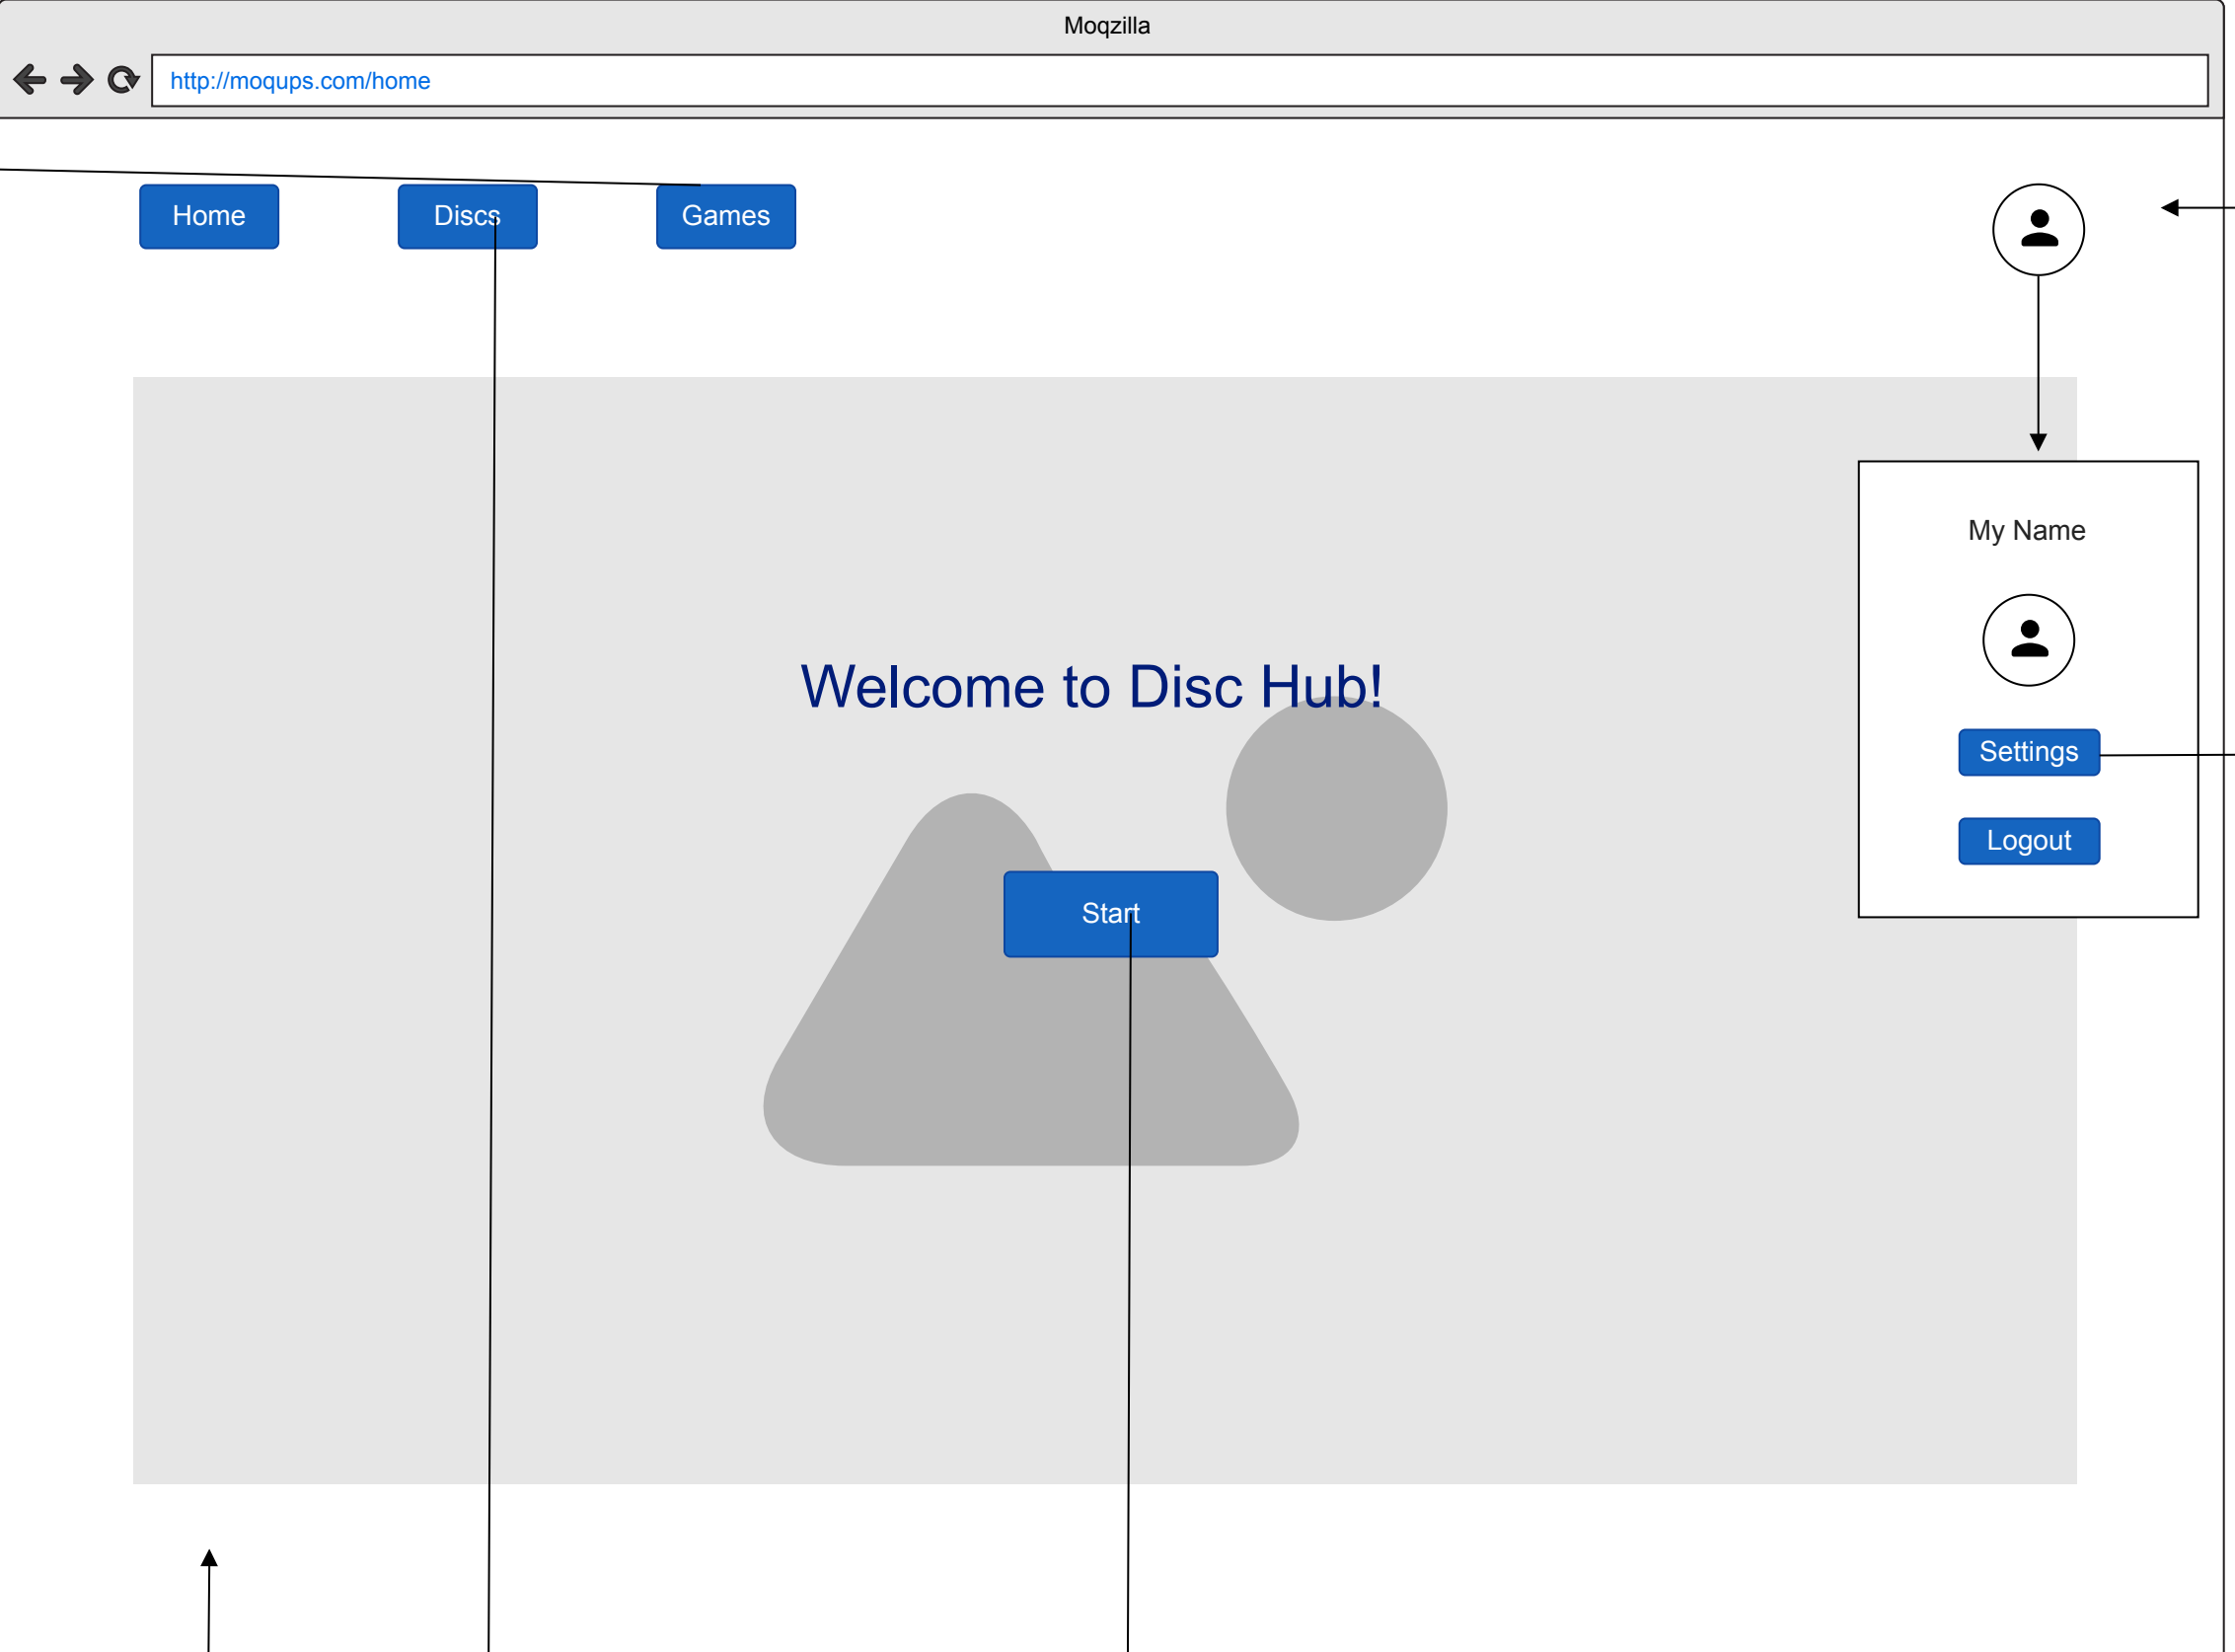 Moqzilla
http://moqups.com/home
Home
Discs
Games
My Name
Welcome to Disc Hub!
Settings
Logout
Start